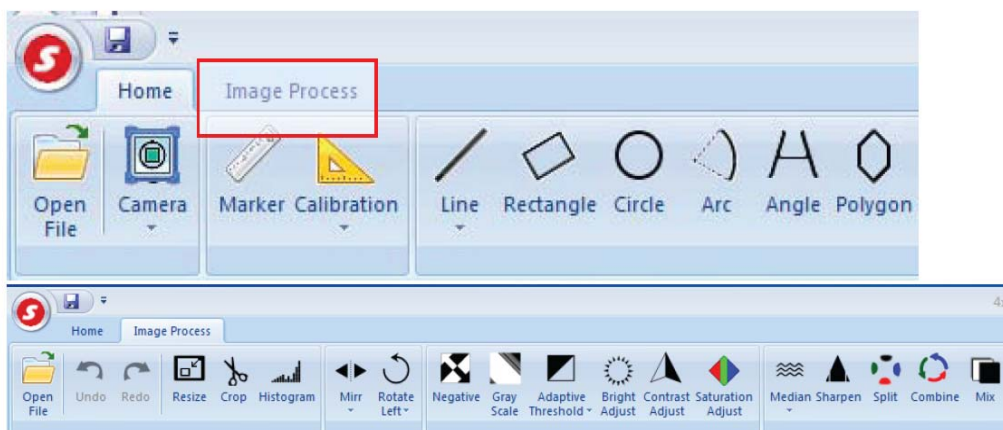 S
Home Image Process
Open File Camera Marker Calibration Line Rectangle Circle Arc Angle Polygon
S
Home Image Process
Open File Undo Redo Resize Crop Histogram Mirr Rotate Left Negative Gray Scale Adaptive Threshold Bright Adjust Contrast Adjust Saturation Adjust Median Sharpen Split Combine Mix